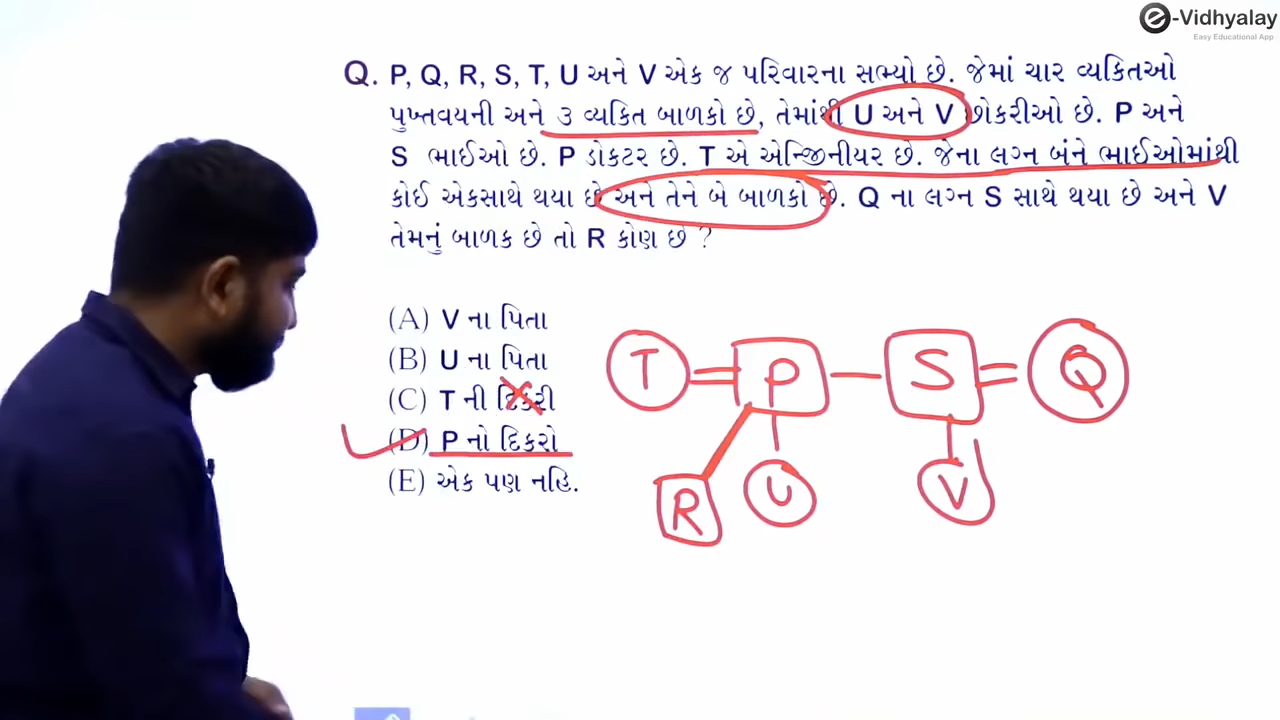 e-Vidhyalay
Easy Educational App
Q. P, Q, R, S, T, U અને V એક જ પરિવારના સભ્યો છે. જેમાં ચાર વ્યકિતઓ
પુખ્તવયની અને ૩ વ્યકિત બાળકો છે, તેમાંથી U અને V છોકરીઓ છે. P અને
S ભાઈઓ છે. P ડોકટર છે. T એ એન્જિનીયર છે. જેના લગ્ન બંને ભાઈઓમાંથી
કોઈ એકસાથે થયા છે અને તેને બે બાળકો છે. Q ના લગ્ન S સાથે થયા છે અને V
તેમનું બાળક છે તો R કોણ છે ?
(A) V ના પિતા
(B) U ના પિતા
(C) T ની દિકરી
(D) P નો દિકરો
(E) એક પણ નહિ.
T P S Q
R U V